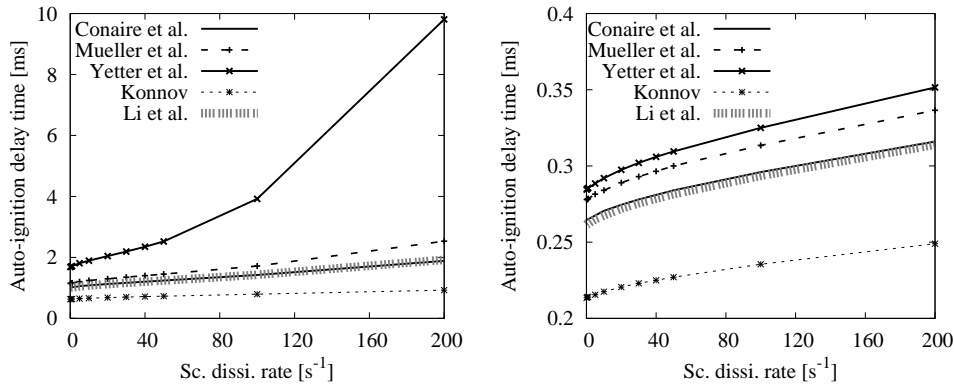 Auto-ignition delay time [ms]
10
8
6
4
2
0
Conaire et al.
Mueller et al.
Yetter et al.
Konnov
Li et al.
0 40 80 120 160 200
Sc. dissi. rate [s⁻¹]
Auto-ignition delay time [ms]
0.4
0.35
0.3
0.25
0.2
Conaire et al.
Mueller et al.
Yetter et al.
Konnov
Li et al.
0 40 80 120 160 200
Sc. dissi. rate [s⁻¹]